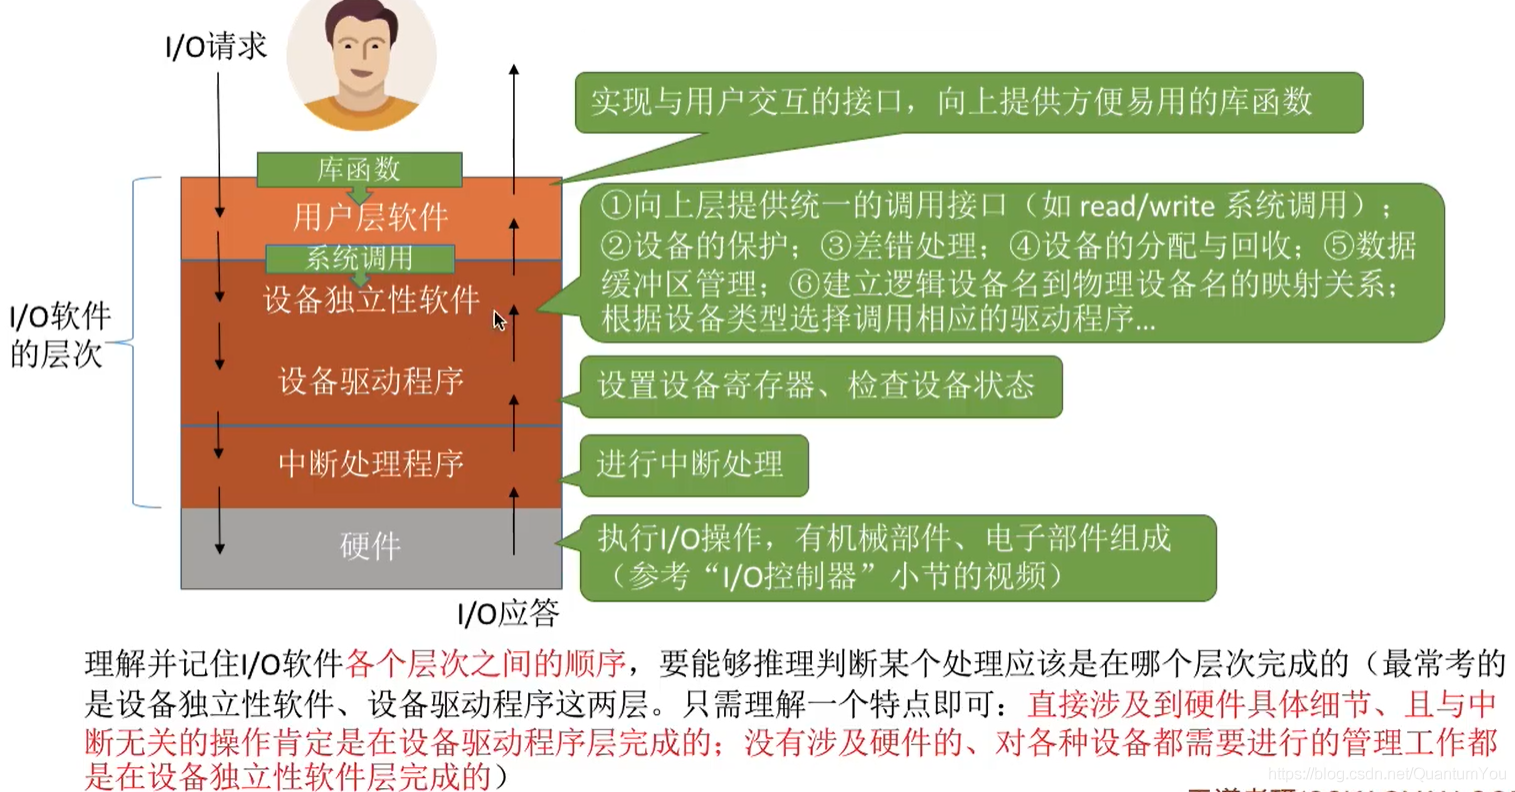 I/O请求
实现与用户交互的接口，向上提供方便易用的库函数
库函数
用户层软件
①向上层提供统一的调用接口（如 read/write 系统调用）；
②设备的保护；③差错处理；④设备的分配与回收；⑤数据
缓冲区管理；⑥建立逻辑设备名到物理设备名的映射关系；
根据设备类型选择调用相应的驱动程序...
系统调用
设备独立性软件
I/O软件
的层次
设备驱动程序
设置设备寄存器、检查设备状态
中断处理程序
进行中断处理
硬件
执行I/O操作，有机械部件、电子部件组成
（参考“I/O控制器”小节的视频）
I/O应答
理解并记住I/O软件各个层次之间的顺序，要能够推理判断某个处理应该是在哪个层次完成的（最常考的
是设备独立性软件、设备驱动程序这两层。只需理解一个特点即可：直接涉及到硬件具体细节、且与中
断无关的操作肯定是在设备驱动程序层完成的；没有涉及硬件的、对各种设备都需要进行的管理工作都
是在设备独立性软件层完成的）
https://blog.csdn.net/QuantumYou